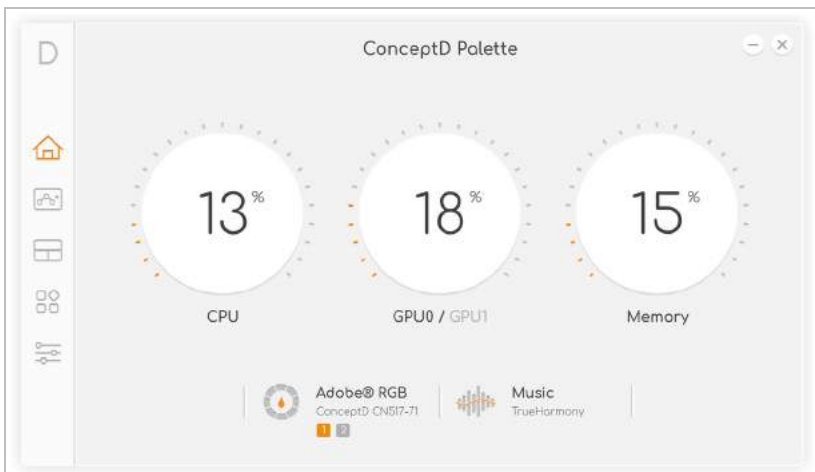 D
ConceptD Palette
13%
18%
15%
CPU
GPU0 / GPU1
Memory
Adobe® RGB
ConceptD CN517-71
1 2
Music
TrueHarmony